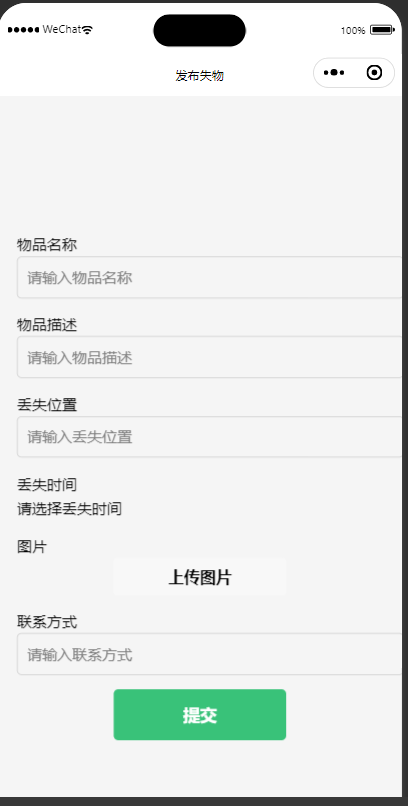 WeChat
100%
发布失物
物品名称
请输入物品名称
物品描述
请输入物品描述
丢失位置
请输入丢失位置
丢失时间
请选择丢失时间
图片
上传图片
联系方式
请输入联系方式
提交